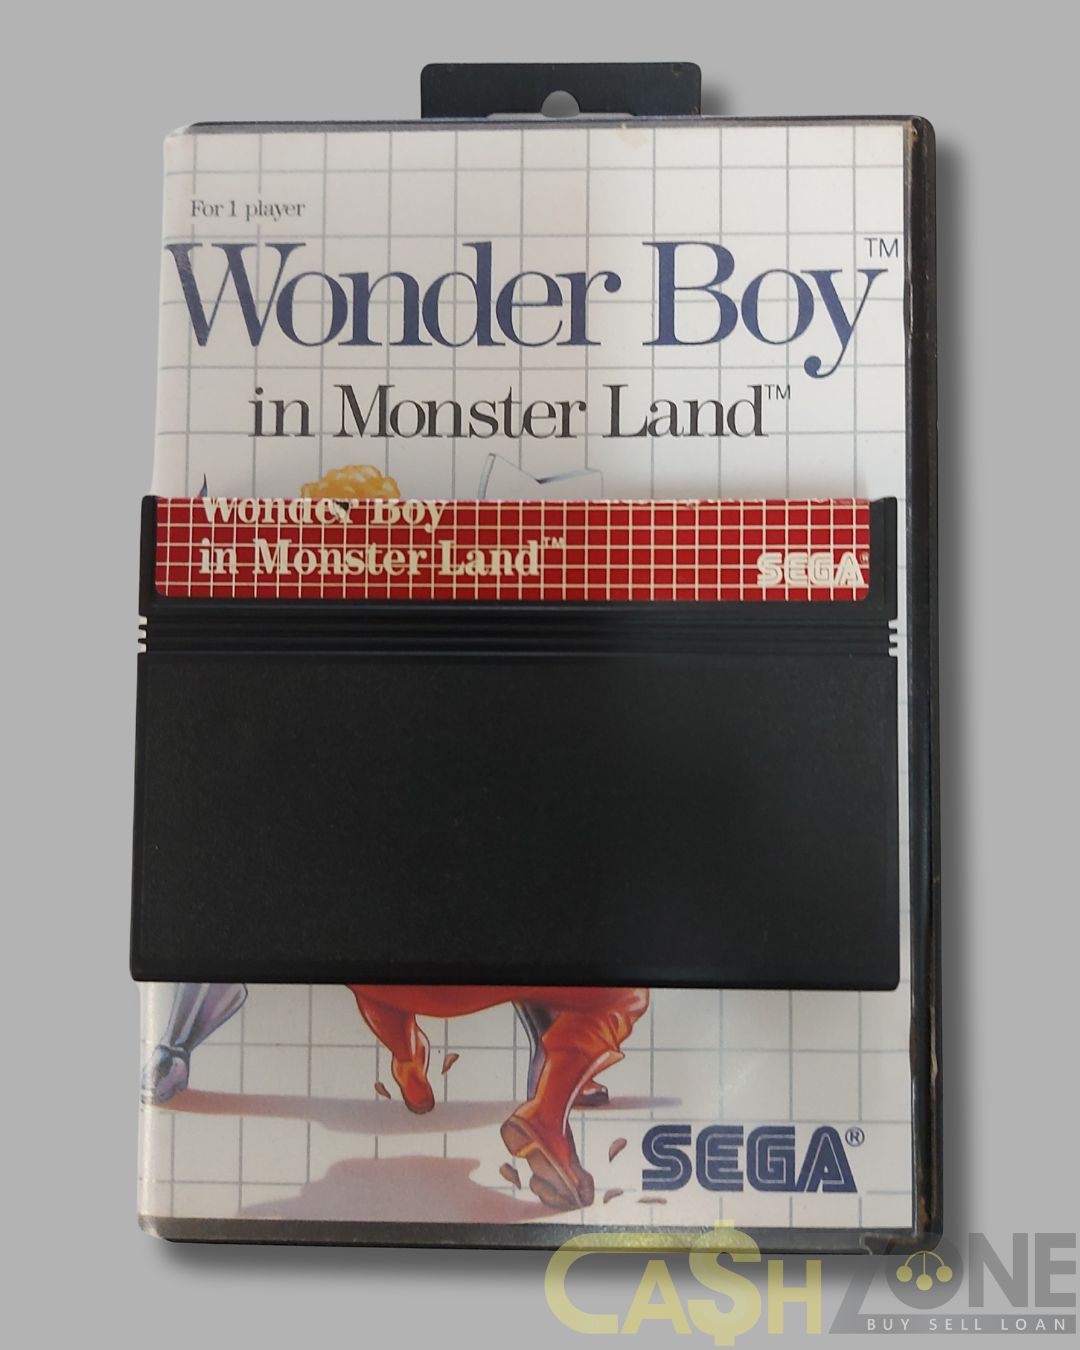 For 1 player
Wonder Boy™
in Monster Land™
Wonder Boy
in Monster Land™
SEGA®
SEGA®
CA$HZONE
BUY SELL LOAN